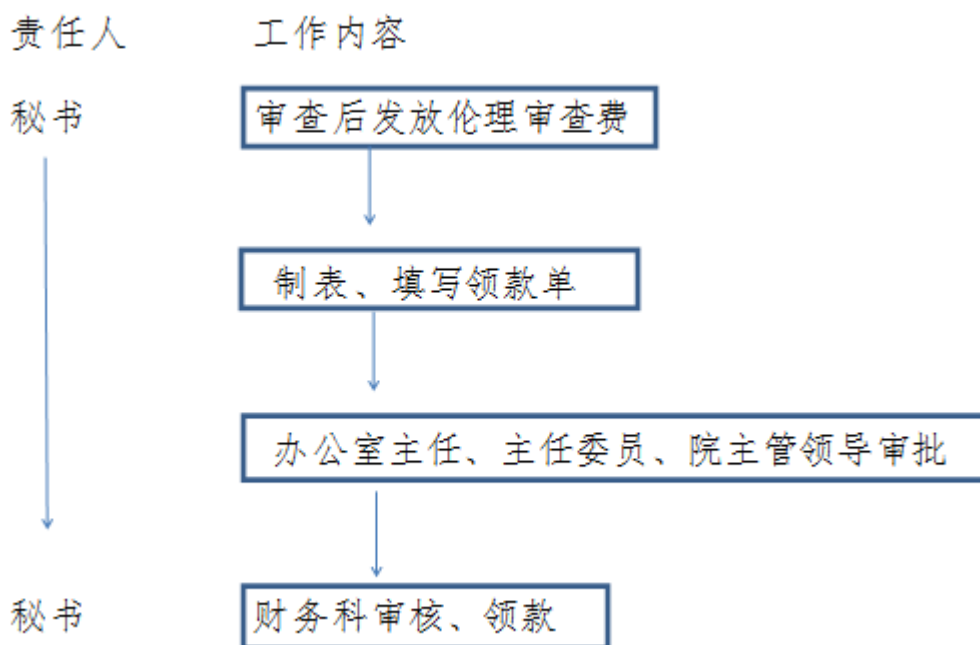 责任人 工作内容
秘书 审查后发放伦理审查费
制表、填写领款单
办公室主任、主任委员、院主管领导审批
秘书 财务科审核、领款